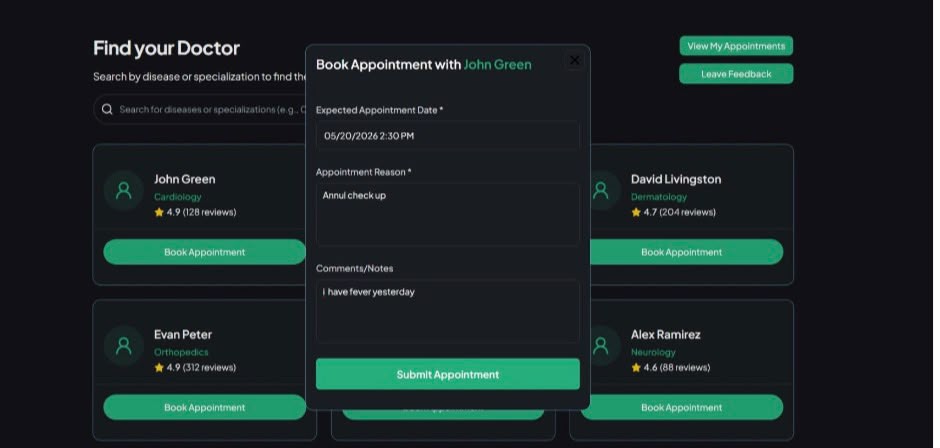 Find your Doctor
Search by disease or specialization to find the
Search for diseases or specializations (e.g., C
View My Appointments
Leave Feedback
Book Appointment with John Green
Expected Appointment Date *
05/20/2026 2:30 PM
Appointment Reason *
Annul check up
Comments/Notes
i have fever yesterday
Submit Appointment
John Green
Cardiology
4.9 (128 reviews)
Book Appointment
David Livingston
Dermatology
4.7 (204 reviews)
Book Appointment
Evan Peter
Orthopedics
4.9 (312 reviews)
Book Appointment
Alex Ramirez
Neurology
4.6 (88 reviews)
Book Appointment